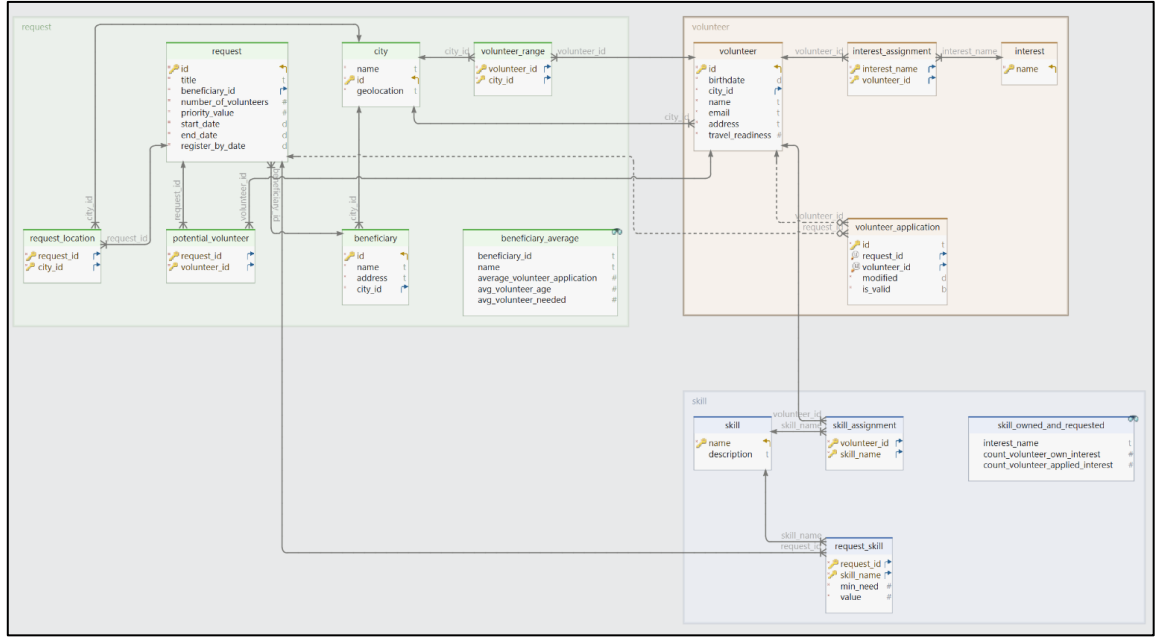 request
request
id
title t
beneficiary_id
number_of_volunteers #
priority_value #
start_date d
end_date d
register_by_date d
city
name t
id
geolocation t
city_id
volunteer_range
volunteer_id
city_id
volunteer_id
city_id
request_id
volunteer_id
beneficiary_id
city_id
request_location
request_id
city_id
request_id
potential_volunteer
request_id
volunteer_id
beneficiary
id
name t
address t
city_id
beneficiary_average
beneficiary_id t
name t
average_volunteer_application #
avg_volunteer_age #
avg_volunteer_needed #
volunteer
volunteer
id
birthdate d
city_id
name t
email t
address t
travel_readiness #
city_id
volunteer_id
interest_assignment
interest_name
volunteer_id
interest_name
interest
name
volunteer_id
request_id
volunteer_application
id t
request_id
volunteer_id
modified d
is_valid b
skill
skill
name
description t
volunteer_id
skill_name
skill_assignment
volunteer_id
skill_name
skill_owned_and_requested
interest_name t
count_volunteer_own_interest #
count_volunteer_applied_interest #
skill_name
request_id
request_skill
request_id
skill_name
min_need #
value #